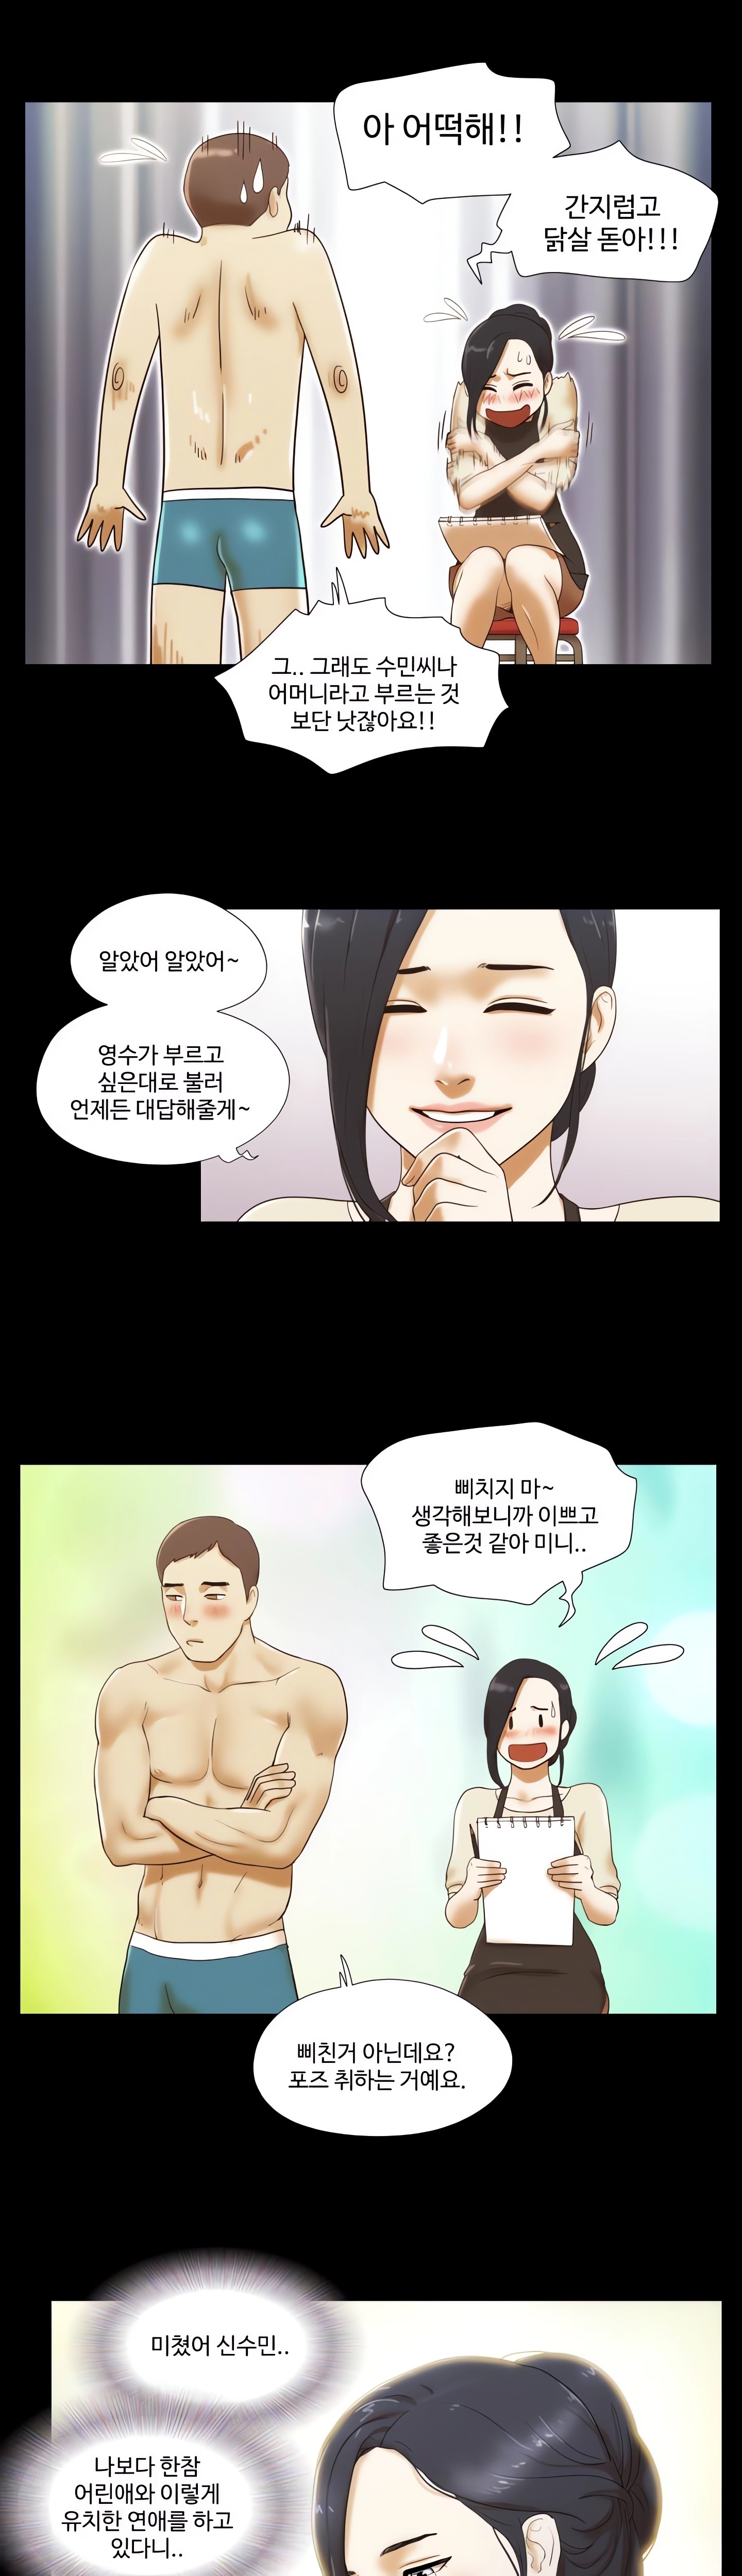 아 어떡해!!
간지럽고
닭살 돋아!!!
그.. 그래도 수민씨나
어머니라고 부르는 것
보단 낫잖아요!!
알았어 알았어~
영수가 부르고
싶은대로 불러
언제든 대답해줄게~
삐치지 마~
생각해보니까 이쁘고
좋은것 같아 미니..
삐친거 아닌데요?
포즈 취하는 거예요.
미쳤어 신수민..
나보다 한참
어린애와 이렇게
유치한 연애를 하고
있다니..